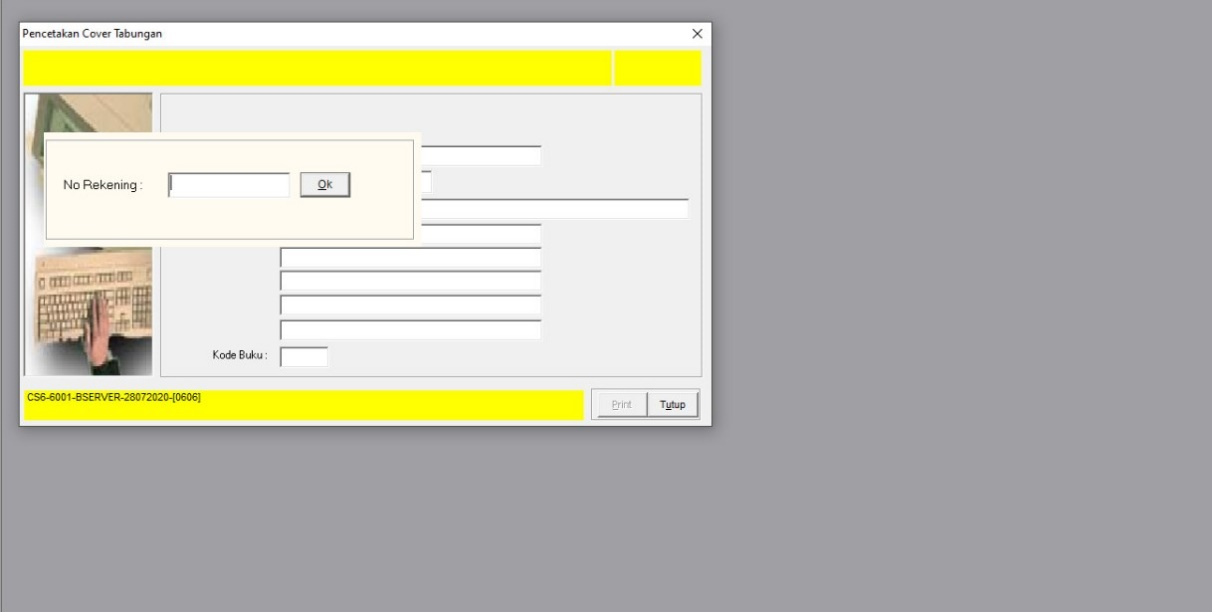 Pencetakan Cover Tabungan
No Rekening :
Ok
Kode Buku :
CS6-6001-BSERVER-28072020-[0606]
Print
Tutup